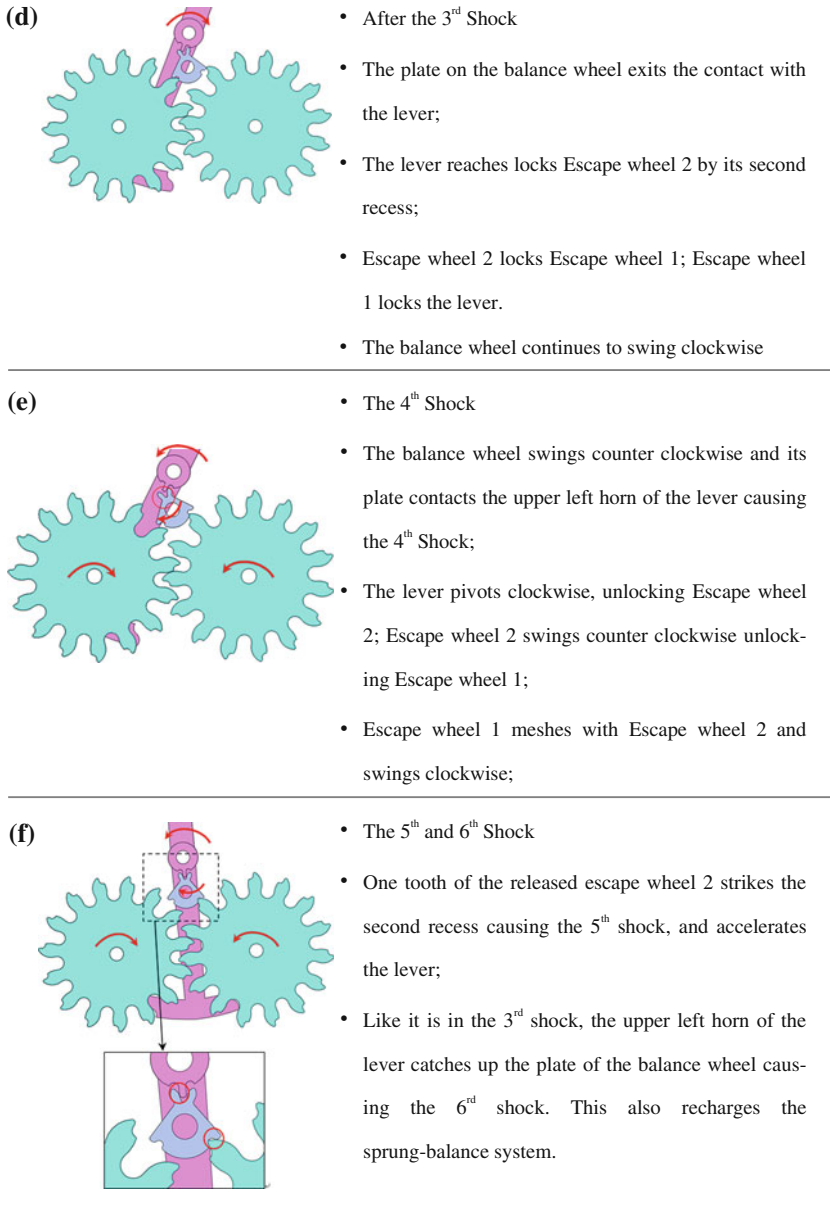 (d)
• After the 3rd Shock
• The plate on the balance wheel exits the contact with
the lever;
• The lever reaches locks Escape wheel 2 by its second
recess;
• Escape wheel 2 locks Escape wheel 1; Escape wheel
1 locks the lever.
• The balance wheel continues to swing clockwise
(e)
• The 4th Shock
• The balance wheel swings counter clockwise and its
plate contacts the upper left horn of the lever causing
the 4th Shock;
• The lever pivots clockwise, unlocking Escape wheel
2; Escape wheel 2 swings counter clockwise unlock-
ing Escape wheel 1;
• Escape wheel 1 meshes with Escape wheel 2 and
swings clockwise;
(f)
• The 5th and 6th Shock
• One tooth of the released escape wheel 2 strikes the
second recess causing the 5th shock, and accelerates
the lever;
• Like it is in the 3rd shock, the upper left horn of the
lever catches up the plate of the balance wheel caus-
ing the 6rd shock. This also recharges the
sprung-balance system.